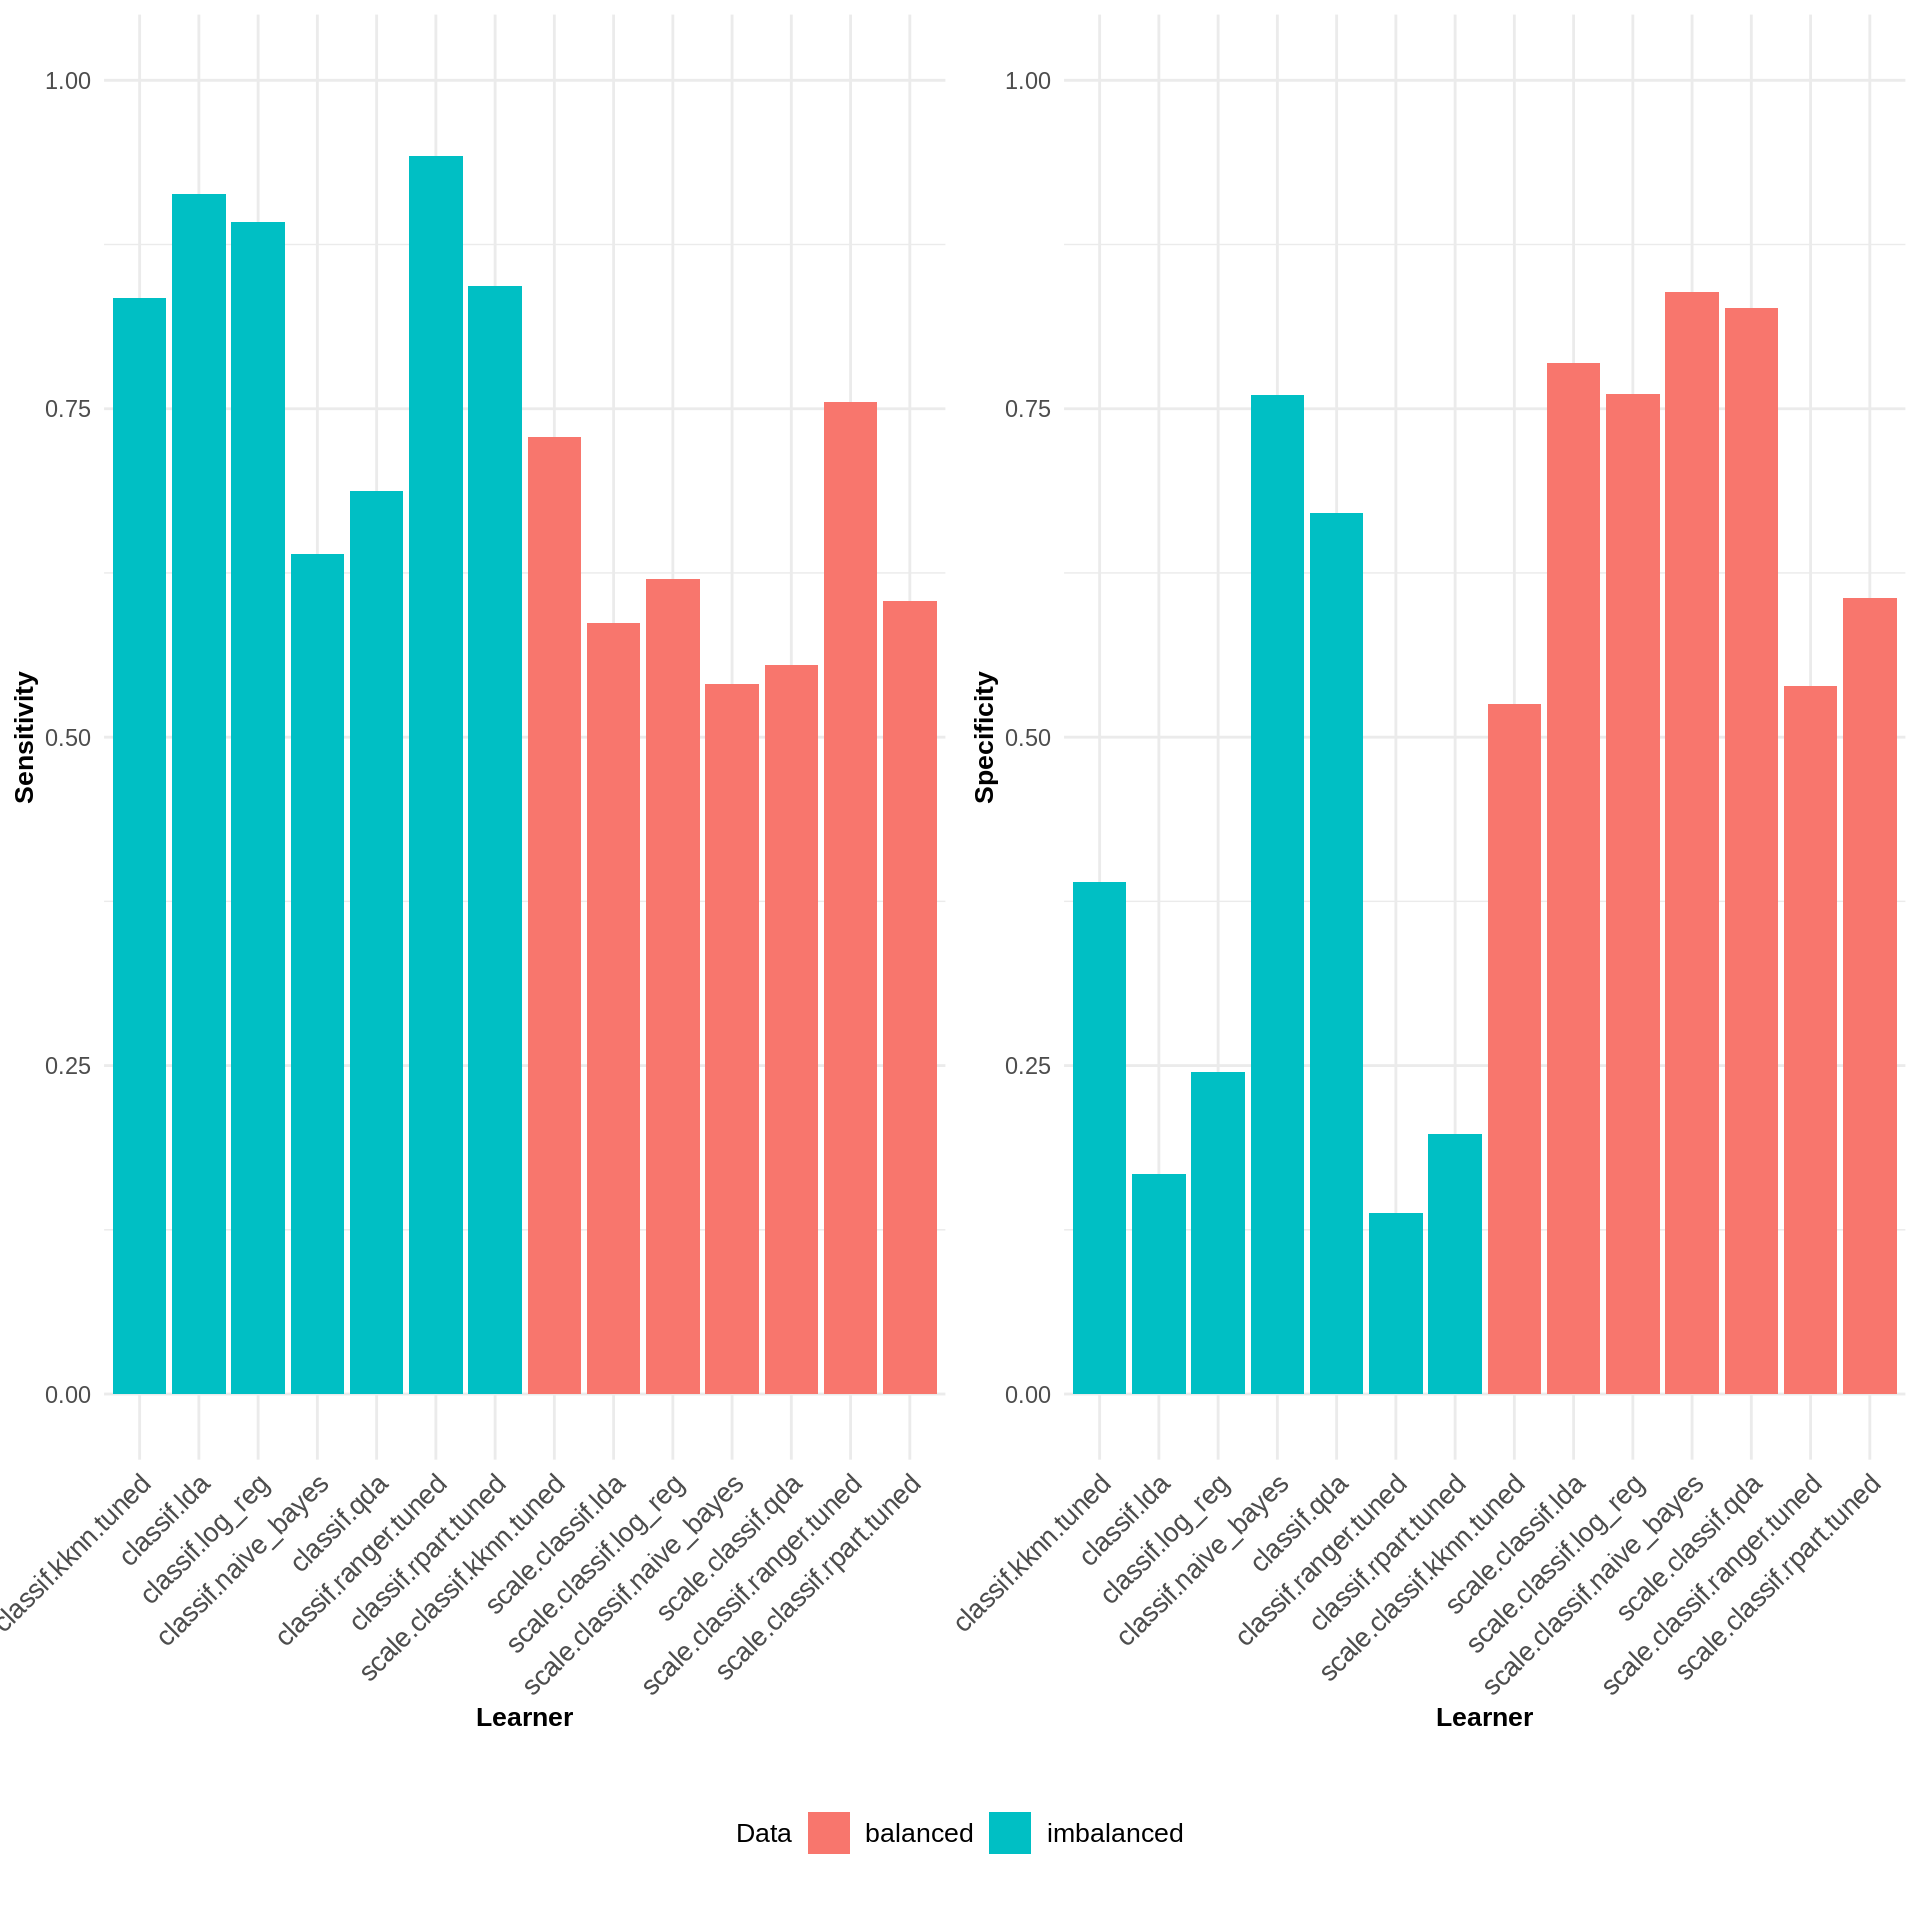 Sensitivity
1.00
0.75
0.50
0.25
0.00
classif.kknn.tuned
classif.lda
classif.log_reg
classif.naive_bayes
classif.qda
classif.ranger.tuned
classif.rpart.tuned
scale.classif.kknn.tuned
scale.classif.lda
scale.classif.log_reg
scale.classif.naive_bayes
scale.classif.qda
scale.classif.ranger.tuned
scale.classif.rpart.tuned
Learner
Specificity
1.00
0.75
0.50
0.25
0.00
classif.kknn.tuned
classif.lda
classif.log_reg
classif.naive_bayes
classif.qda
classif.ranger.tuned
classif.rpart.tuned
scale.classif.kknn.tuned
scale.classif.lda
scale.classif.log_reg
scale.classif.naive_bayes
scale.classif.qda
scale.classif.ranger.tuned
scale.classif.rpart.tuned
Learner
Data balanced imbalanced